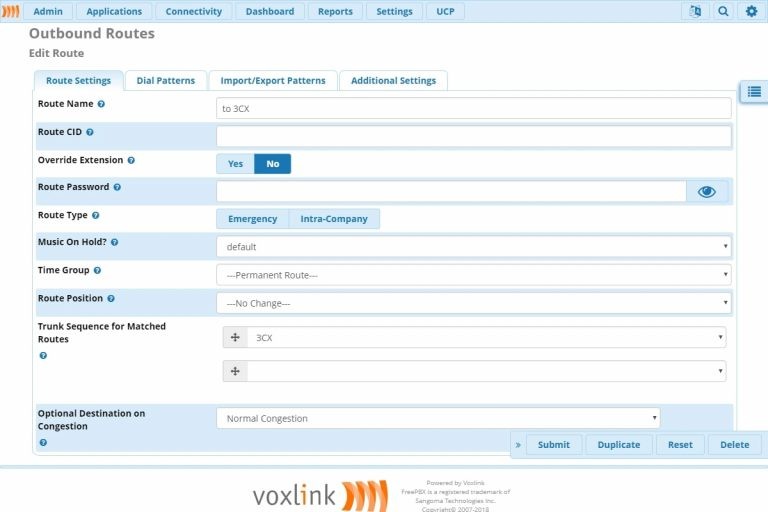 Admin Applications Connectivity Dashboard Reports Settings UCP
Outbound Routes
Edit Route
Route Settings Dial Patterns Import/Export Patterns Additional Settings
Route Name
to 3CX
Route CID
Override Extension
Yes No
Route Password
Route Type
Emergency Intra-Company
Music On Hold?
default
Time Group
---Permanent Route---
Route Position
---No Change---
Trunk Sequence for Matched
Routes
3CX
Optional Destination on
Congestion
Normal Congestion
» Submit Duplicate Reset Delete
voxlink
Powered by Voxlink
FreePBX is a registered trademark of
Sangoma Technologies Inc.
Copyright© 2007-2018